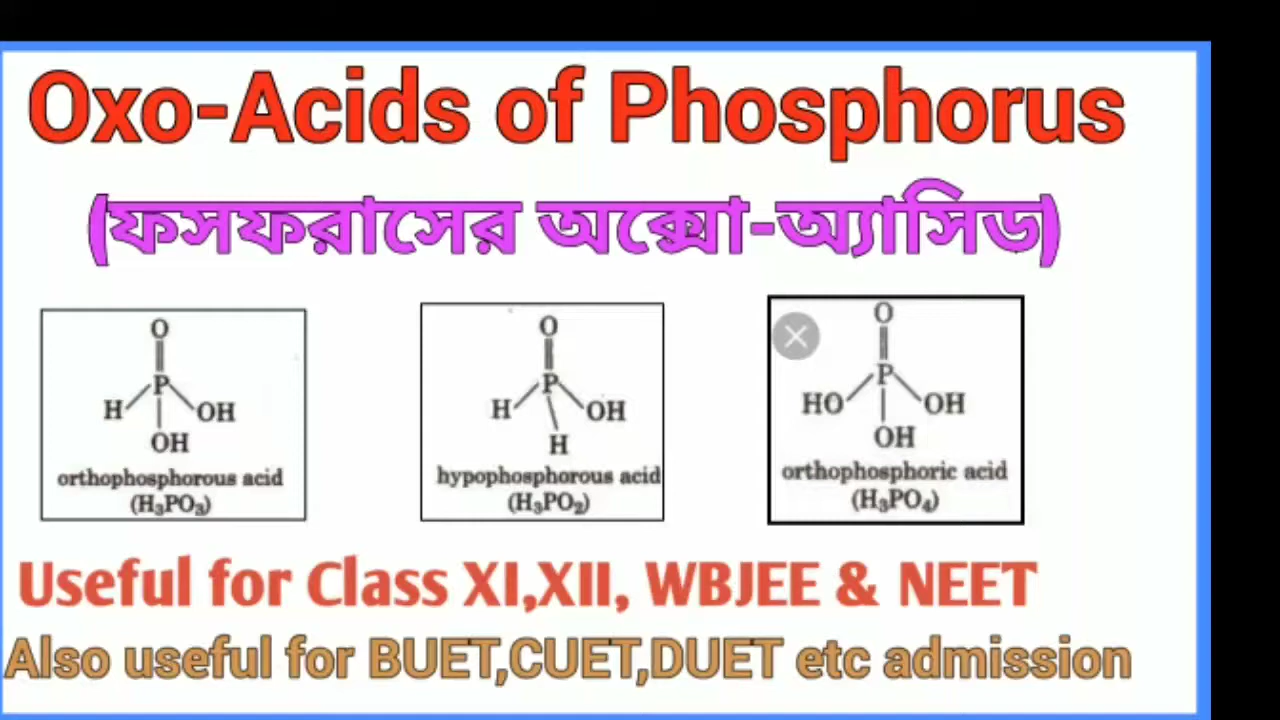 Oxo-Acids of Phosphorus
(ফসফরাসের অক্সো-অ্যাসিড)
O
P
H
OH
OH
orthophosphorous acid
(H₃PO₃)
O
P
H
OH
H
hypophosphorous acid
(H₃PO₂)
O
P
HO
OH
OH
orthophosphoric acid
(H₃PO₄)
Useful for Class XI,XII, WBJEE & NEET
Also useful for BUET,CUET,DUET etc admission